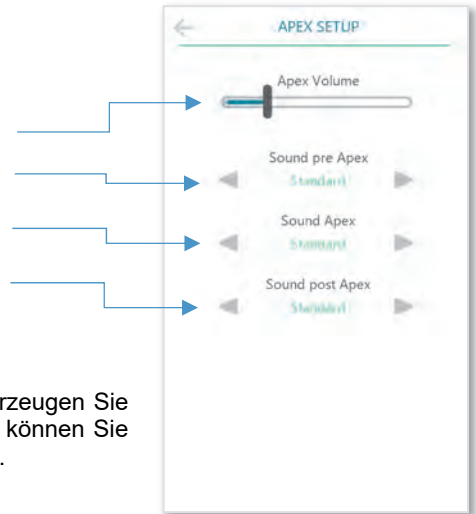 APEX SETUP
Apex Volume
Sound pre Apex
Standard
Sound Apex
Standard
Sound post Apex
Standard
rzeugen Sie
können Sie
.